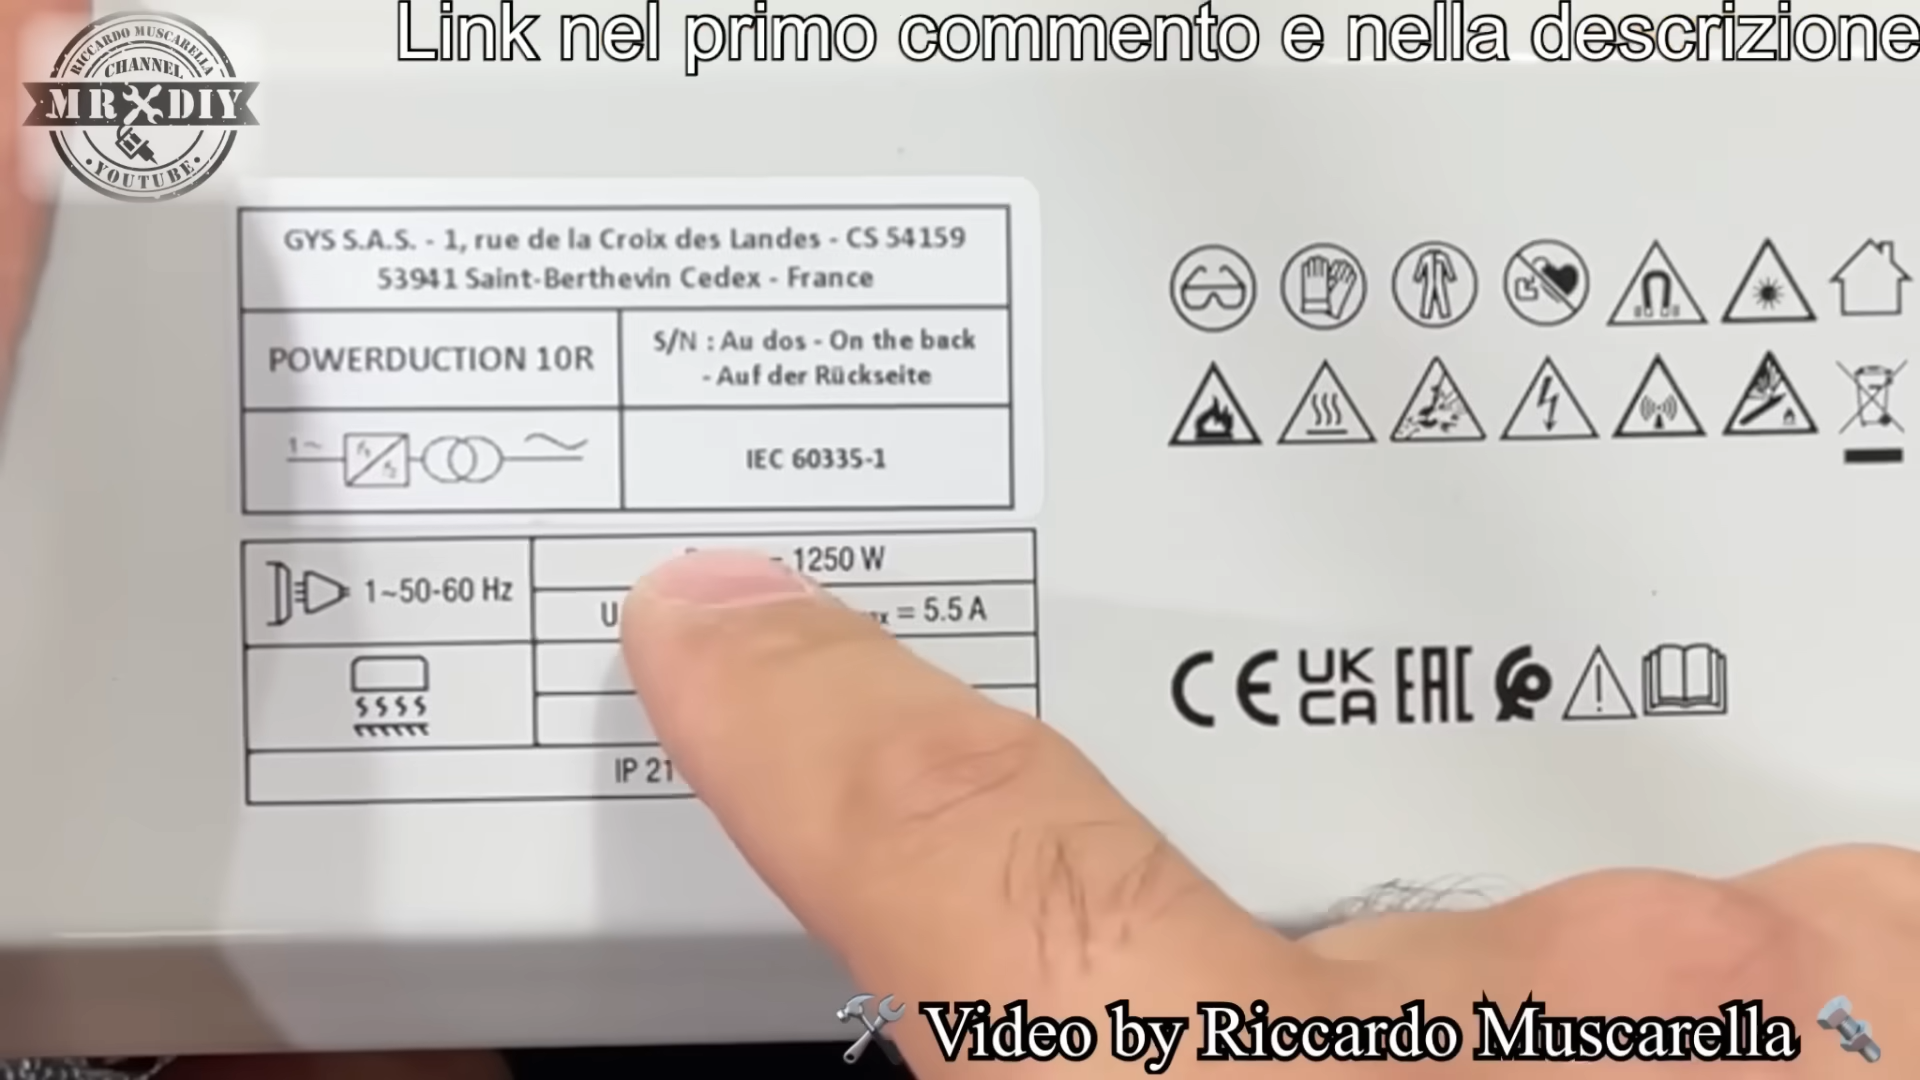 Link nel primo commento e nella descrizione
RICCARDO MUSCARELLA
CHANNEL
MR DIY
YOUTUBE
GYS S.A.S. - 1, rue de la Croix des Landes - CS 54159
53941 Saint-Berthevin Cedex - France
POWERDUCTION 10R
S/N : Au dos - On the back
- Auf der Rückseite
1~
f1
f2
IEC 60335-1
1~50-60 Hz
1250 W
U
= 5.5 A
IP 21
CE
UK
CA
EAC
Video by Riccardo Muscarella